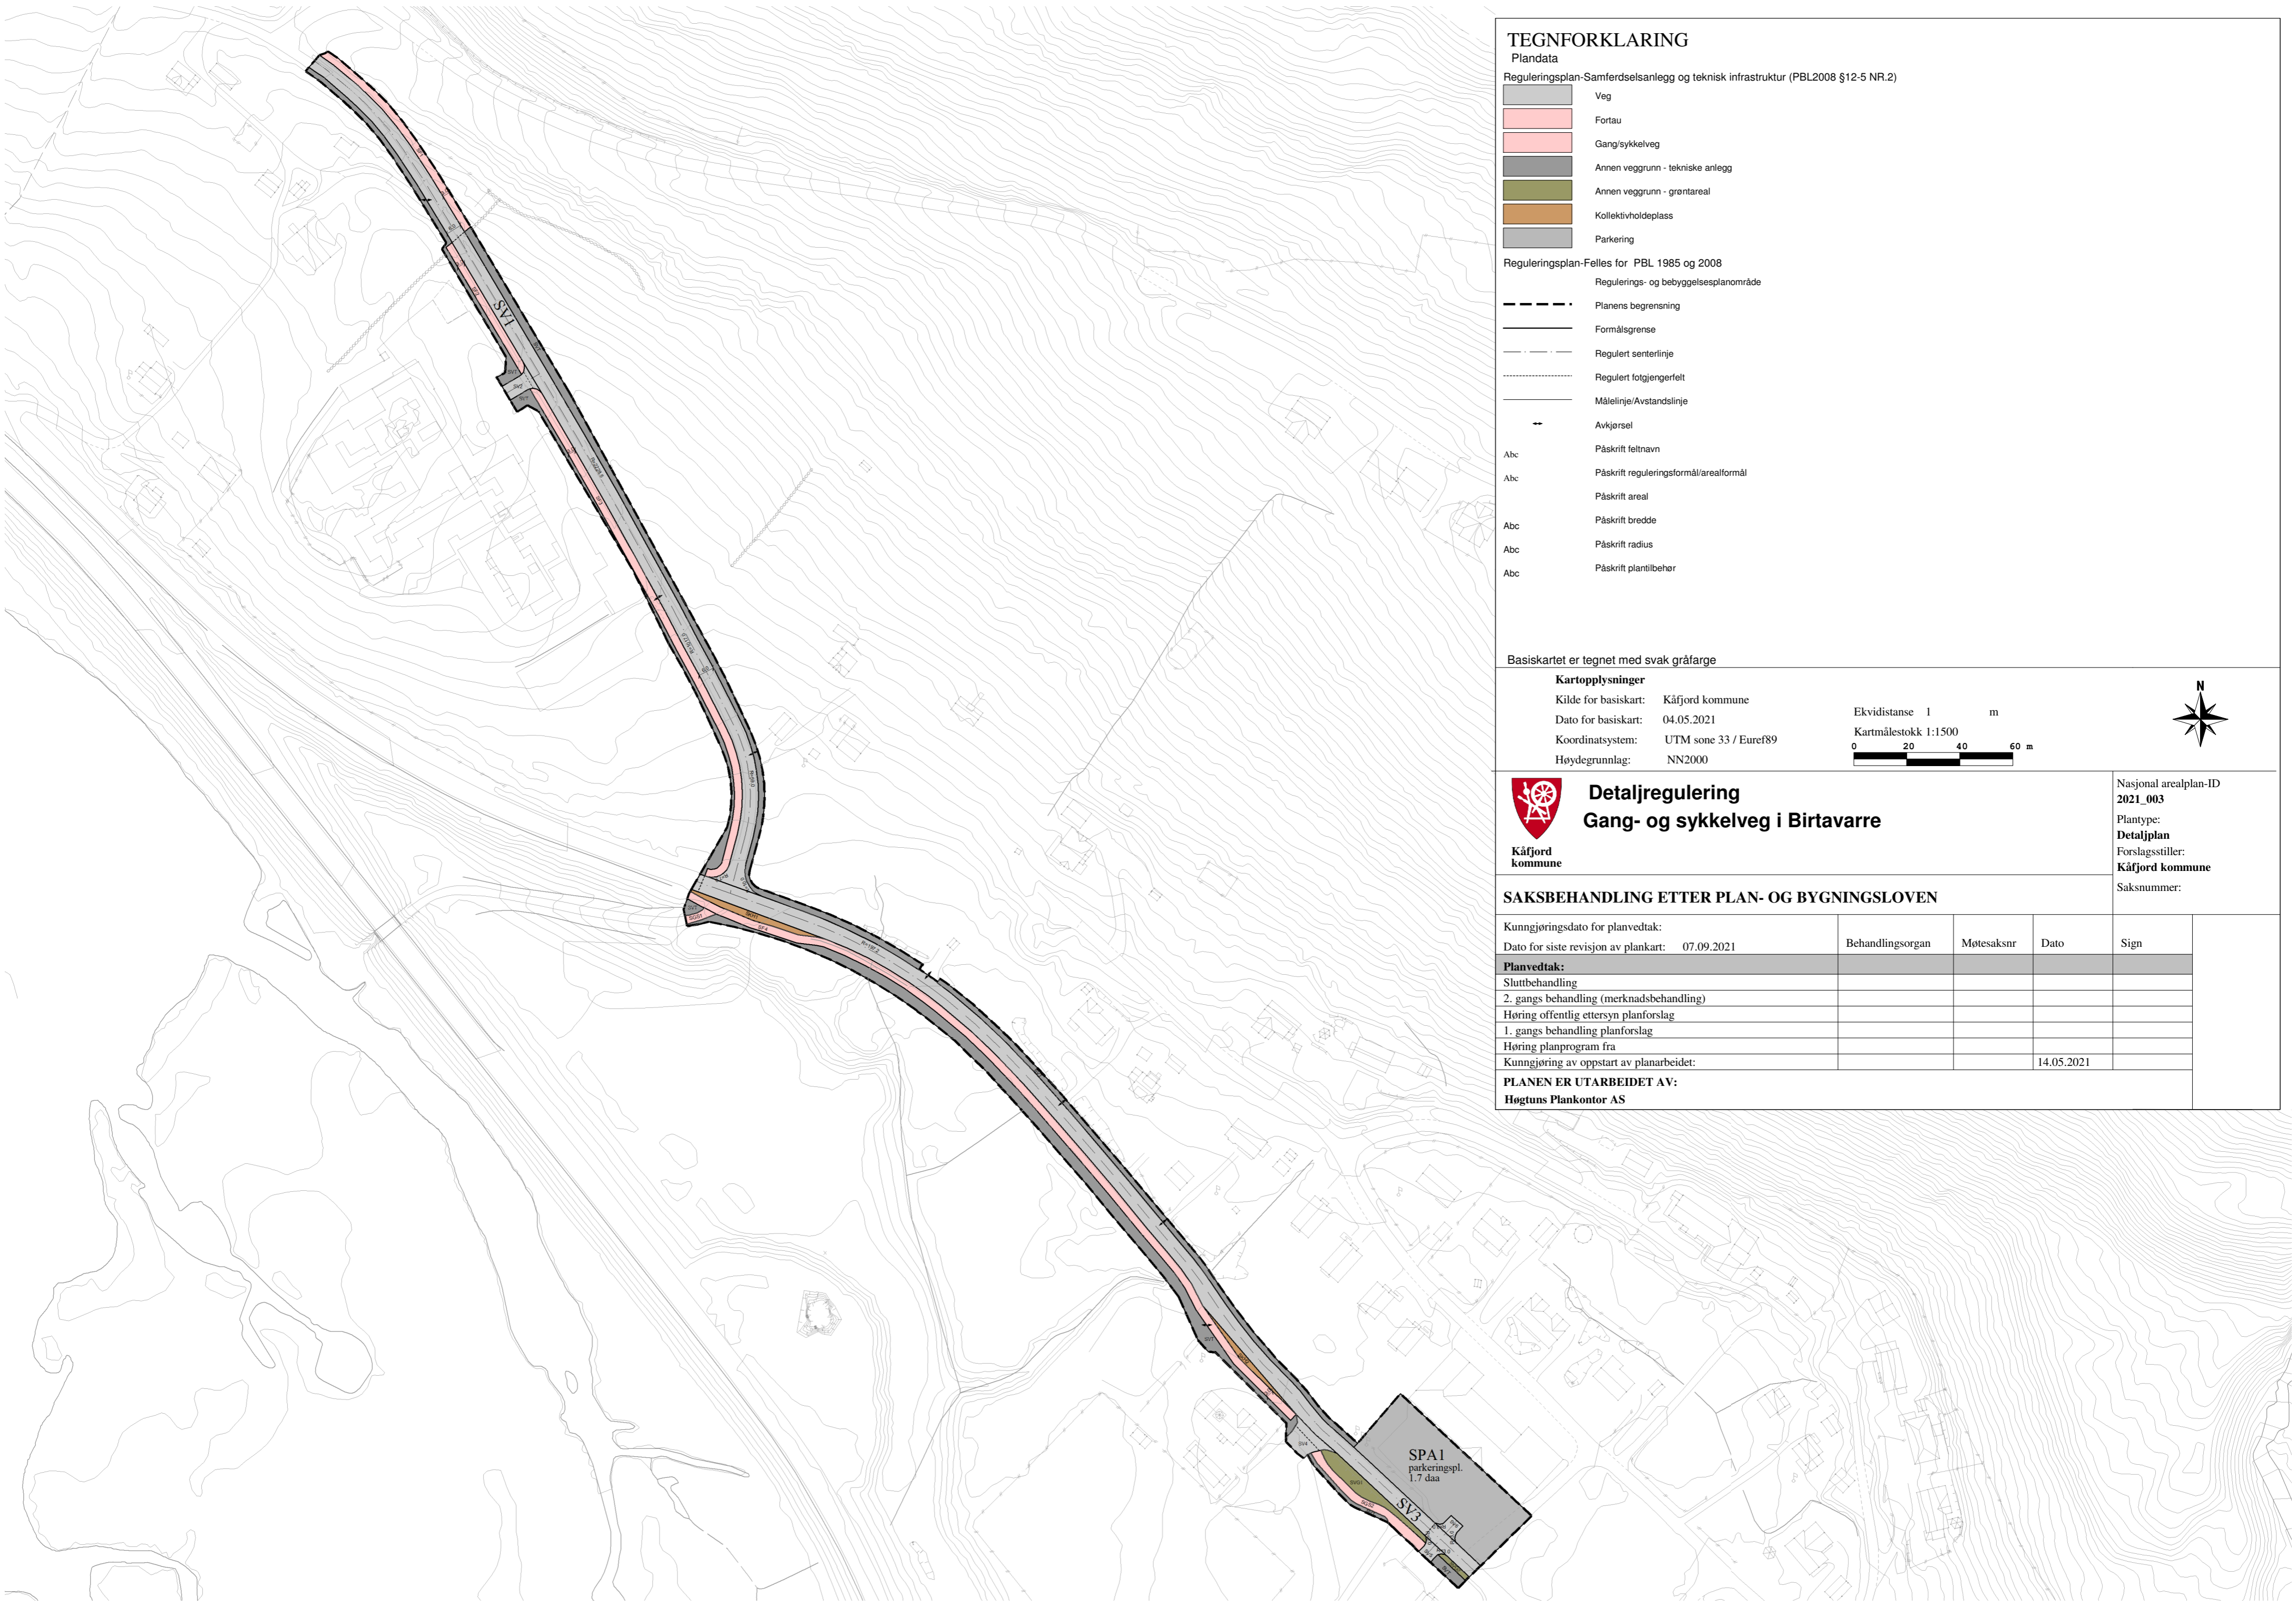 TEGNFORKLARING
Plandata
Reguleringsplan-Samferdselsanlegg og teknisk infrastruktur (PBL2008 §12-5 NR.2)
Veg
Fortau
Gang/sykkelveg
Annen veggrunn - tekniske anlegg
Annen veggrunn - grøntareal
Kollektivholdeplass
Parkering
Reguleringsplan-Felles for PBL 1985 og 2008
Regulerings- og bebyggelsesplanområde
Planens begrensning
Formålsgrense
Regulert senterlinje
Regulert fotgjengerfelt
Målelinje/Avstandslinje
Avkjørsel
Abc Påskrift feltnavn
Abc Påskrift reguleringsformål/arealformål
Påskrift areal
Abc Påskrift bredde
Abc Påskrift radius
Abc Påskrift plantilbehør
Basiskartet er tegnet med svak gråfarge
Kartopplysninger
Kilde for basiskart: Kåfjord kommune
Dato for basiskart: 04.05.2021
Koordinatsystem: UTM sone 33 / Euref89
Høydegrunnlag: NN2000
Ekvidistanse 1 m
Kartmålestokk 1:1500
0 20 40 60 m
N
Kåfjord
kommune
Detaljregulering
Gang- og sykkelveg i Birtavarre
Nasjonal arealplan-ID
2021_003
Plantype:
Detaljplan
Forslagsstiller:
Kåfjord kommune
Saksnummer:
SAKSBEHANDLING ETTER PLAN- OG BYGNINGSLOVEN
Kunngjøringsdato for planvedtak:
Dato for siste revisjon av plankart: 07.09.2021
Behandlingsorgan Møtesaksnr Dato Sign
Planvedtak:
Sluttbehandling
2. gangs behandling (merknadsbehandling)
Høring offentlig ettersyn planforslag
1. gangs behandling planforslag
Høring planprogram fra
Kunngjøring av oppstart av planarbeidet: 14.05.2021
PLANEN ER UTARBEIDET AV:
Høgtuns Plankontor AS
SV1
SV2
SGS1
SF4
SV4
SPA1
parkeringspl.
1.7 daa
SV3
SGS2